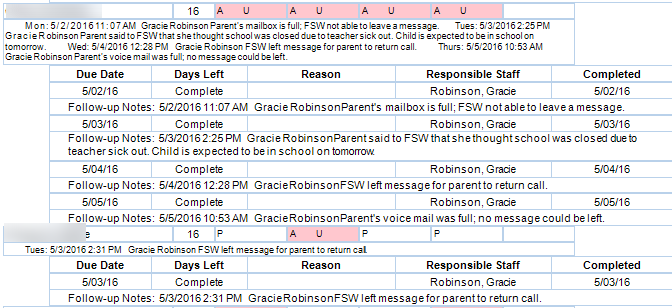 16 A U A U A U A U
Mon: 5/2/2016 11:07 AM Gracie Robinson Parent's mailbox is full; FSW not able to leave a message. Tues: 5/3/2016 2:25 PM
Gracie Robinson Parent said to FSW that she thought school was closed due to teacher sick out. Child is expected to be in school on
tomorrow. Wed: 5/4/2016 12:28 PM Gracie Robinson FSW left message for parent to return call. Thurs: 5/5/2016 10:53 AM
Gracie Robinson Parent's voice mail was full; no message could be left.
Due Date Days Left Reason Responsible Staff Completed
5/02/16 Complete Robinson, Gracie 5/02/16
Follow-up Notes: 5/2/2016 11:07 AM Gracie RobinsonParent's mailbox is full; FSW not able to leave a message.
5/03/16 Complete Robinson, Gracie 5/03/16
Follow-up Notes: 5/3/2016 2:25 PM Gracie RobinsonParent said to FSW that she thought school was closed due to
teacher sick out. Child is expected to be in school on tomorrow.
5/04/16 Complete Robinson, Gracie 5/04/16
Follow-up Notes: 5/4/2016 12:28 PM Gracie RobinsonFSW left message for parent to return call.
5/05/16 Complete Robinson, Gracie 5/05/16
Follow-up Notes: 5/5/2016 10:53 AM Gracie RobinsonParent's voice mail was full; no message could be left.
e 16 P A U P P
Tues: 5/3/2016 2:31 PM Gracie Robinson FSW left message for parent to return call.
Due Date Days Left Reason Responsible Staff Completed
5/03/16 Complete Robinson, Gracie 5/03/16
Follow-up Notes: 5/3/2016 2:31 PM Gracie RobinsonFSW left message for parent to return call.